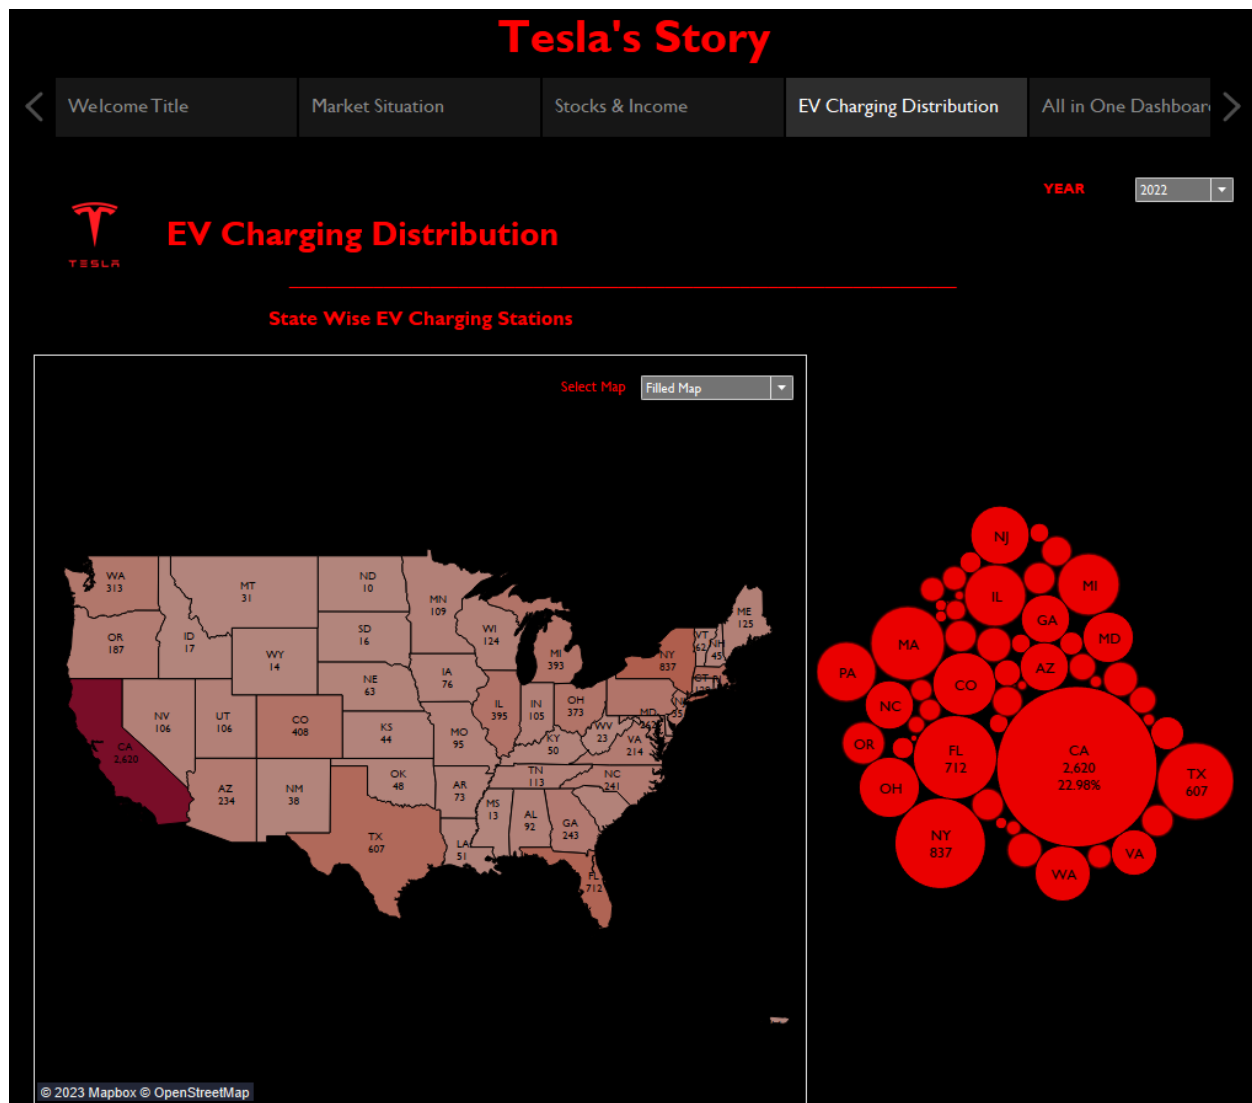 Tesla's Story
Welcome Title
Market Situation
Stocks & Income
EV Charging Distribution
All in One Dashboar
YEAR
2022
TESLA
EV Charging Distribution
State Wise EV Charging Stations
Select Map
Filled Map
WA
313
MT
31
ND
10
MN
109
ME
125
OR
187
ID
17
WY
14
SD
16
WI
124
MI
393
NY
837
VT
62
NH
45
NE
63
IA
76
CT
NV
106
UT
106
CO
408
KS
44
MO
95
IL
395
IN
105
OH
373
MD
WV
23
VA
214
KY
50
CA
2,620
AZ
234
NM
38
OK
48
AR
73
TN
113
NC
241
MS
13
AL
92
GA
243
TX
607
LA
51
FL
712
NJ
MI
IL
GA
MD
MA
PA
AZ
CO
NC
OR
FL
712
CA
2,620
22.98%
TX
607
OH
NY
837
VA
WA
© 2023 Mapbox © OpenStreetMap